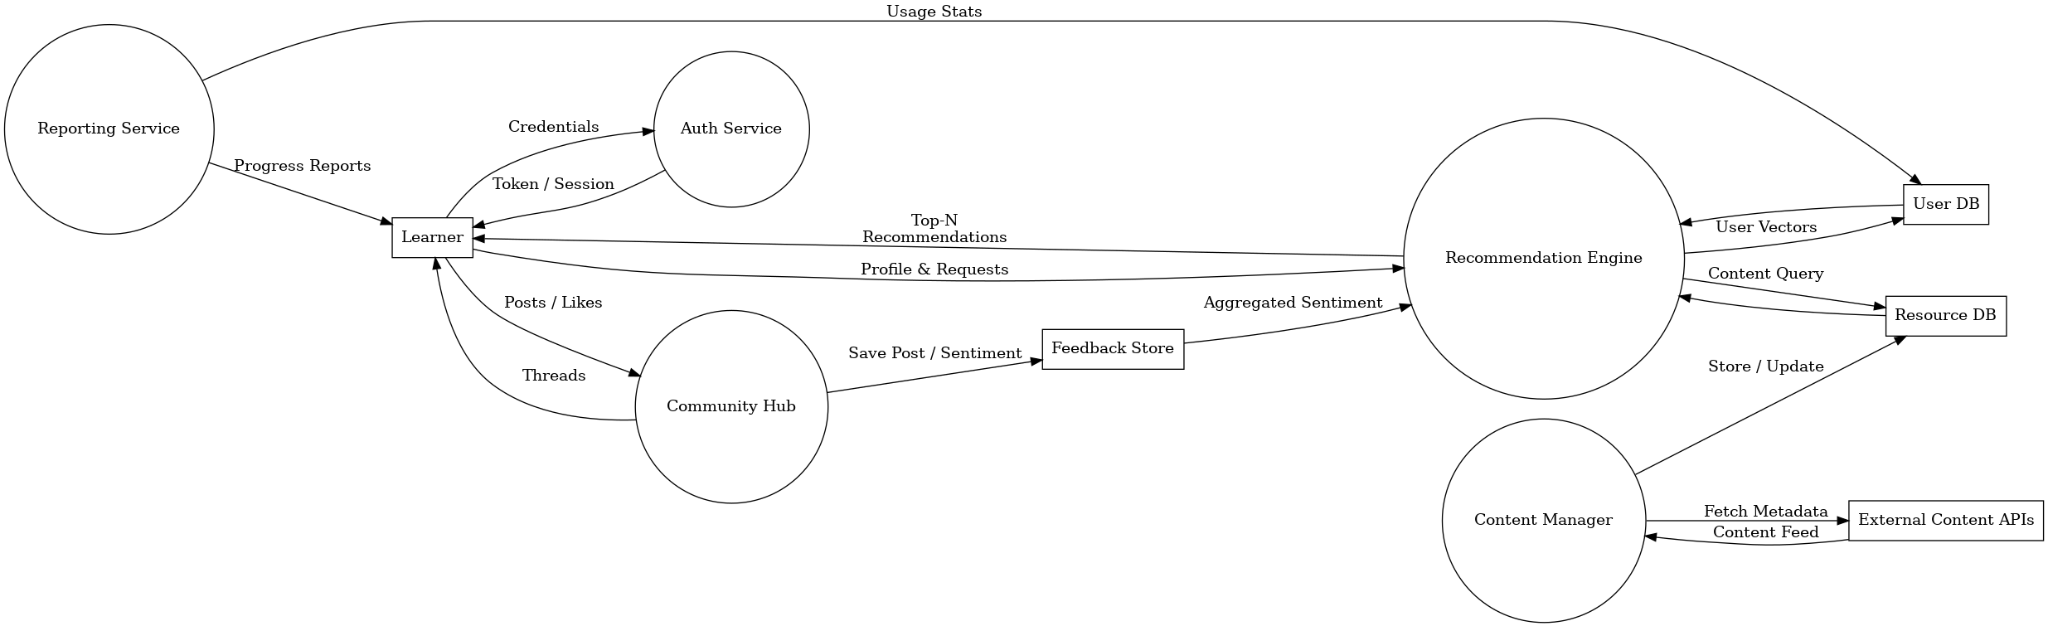 Usage Stats
Reporting Service
Auth Service
Credentials
Progress Reports
Token / Session
Learner
Top-N
Recommendations
Profile & Requests
Recommendation Engine
User DB
User Vectors
Content Query
Resource DB
Posts / Likes
Aggregated Sentiment
Feedback Store
Save Post / Sentiment
Threads
Community Hub
Store / Update
Content Manager
Fetch Metadata
Content Feed
External Content APIs